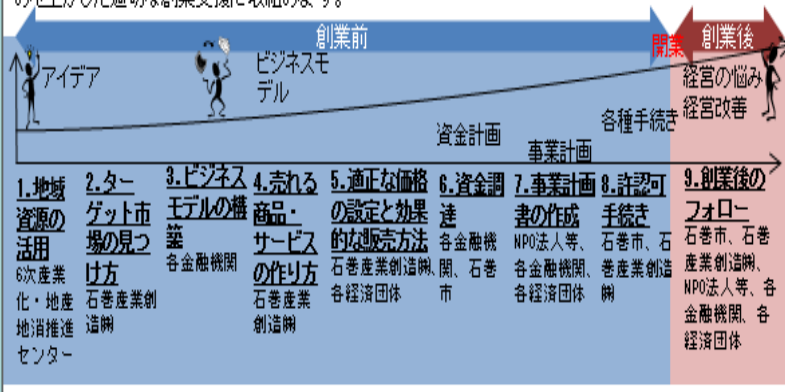 創業前
開業
創業後
アイデア
ビジネスモ
デル
資金計画
事業計画
各種手続き
経営の悩み
経営改善
1.地域
資源の
活用
6次産業
化・地産
地消推進
センター
2.ター
ゲット市
場の見つ
け方
石巻産業創
造㈱
3.ビジネス
モデルの構
築
各金融機関
4.売れる
商品・
サービス
の作り方
石巻産業
創造㈱
5.適正な価格
の設定と効果
的な販売方法
石巻産業創造㈱、
各経済団体
6.資金調
達
各金融機
関、石巻
市
7.事業計画
書の作成
NPO法人等、
各金融機関、
各経済団体
8.許認可
手続き
石巻市、石
巻産業創造
㈱
9.創業後の
フォロー
石巻市、石巻
産業創造㈱、
NPO法人等、各
金融機関、各
経済団体